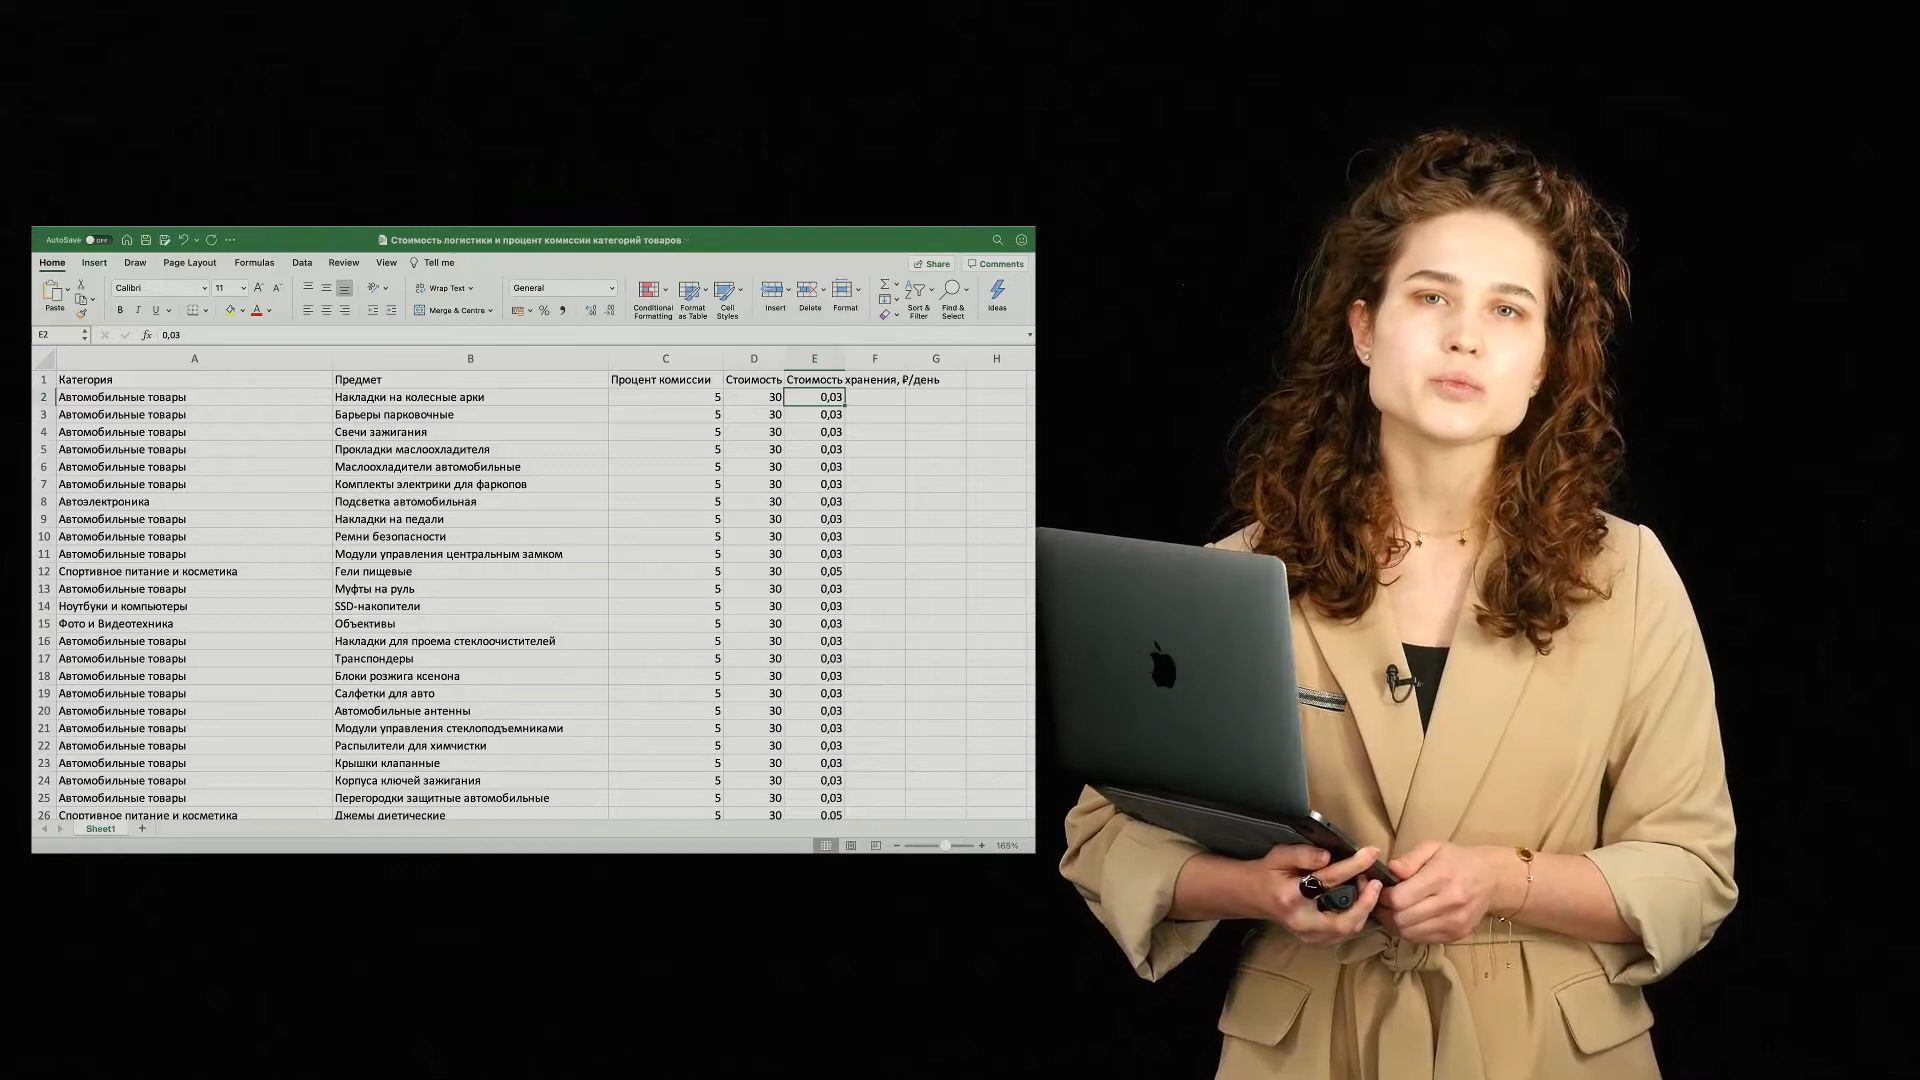 AutoSave OFF
Стоимость логистики и процент комиссии категорий товаров
Home Insert Draw Page Layout Formulas Data Review View Tell me
Share Comments
Paste
Calibri 11
Wrap Text
Merge & Centre
General
Conditional Formatting
Format as Table
Cell Styles
Insert Delete Format
Sort & Filter
Find & Select
Ideas
E2 fx 0,03
A B C D E F G H
1 Категория Предмет Процент комиссии Стоимость Стоимость хранения, ₽/день
2 Автомобильные товары Накладки на колесные арки 5 30 0,03
3 Автомобильные товары Барьеры парковочные 5 30 0,03
4 Автомобильные товары Свечи зажигания 5 30 0,03
5 Автомобильные товары Прокладки маслоохладителя 5 30 0,03
6 Автомобильные товары Маслоохладители автомобильные 5 30 0,03
7 Автомобильные товары Комплекты электрики для фаркопов 5 30 0,03
8 Автоэлектроника Подсветка автомобильная 5 30 0,03
9 Автомобильные товары Накладки на педали 5 30 0,03
10 Автомобильные товары Ремни безопасности 5 30 0,03
11 Автомобильные товары Модули управления центральным замком 5 30 0,03
12 Спортивное питание и косметика Гели пищевые 5 30 0,05
13 Автомобильные товары Муфты на руль 5 30 0,03
14 Ноутбуки и компьютеры SSD-накопители 5 30 0,03
15 Фото и Видеотехника Объективы 5 30 0,03
16 Автомобильные товары Накладки для проема стеклоочистителей 5 30 0,03
17 Автомобильные товары Транспондеры 5 30 0,03
18 Автомобильные товары Блоки розжига ксенона 5 30 0,03
19 Автомобильные товары Салфетки для авто 5 30 0,03
20 Автомобильные товары Автомобильные антенны 5 30 0,03
21 Автомобильные товары Модули управления стеклоподъемниками 5 30 0,03
22 Автомобильные товары Распылители для химчистки 5 30 0,03
23 Автомобильные товары Крышки клапанные 5 30 0,03
24 Автомобильные товары Корпуса ключей зажигания 5 30 0,03
25 Автомобильные товары Перегородки защитные автомобильные 5 30 0,03
26 Спортивное питание и косметика Джемы диетические 5 30 0,05
Sheet1
165%